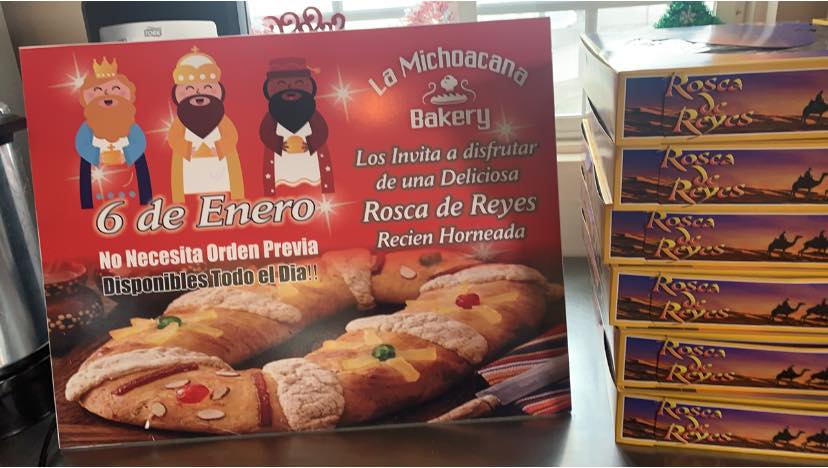 TORK
La Michoacana
Bakery
Los Invita a disfrutar
de una Deliciosa
Rosca de Reyes
Recien Horneada
6 de Enero
No Necesita Orden Previa
Disponibles Todo el Dia!!
Rosca
de
Reyes
Rosca
de
Reyes
Rosca
de
Reyes
Rosca
de
Reyes
Rosca
de
Reyes
Rosca
de
Reyes